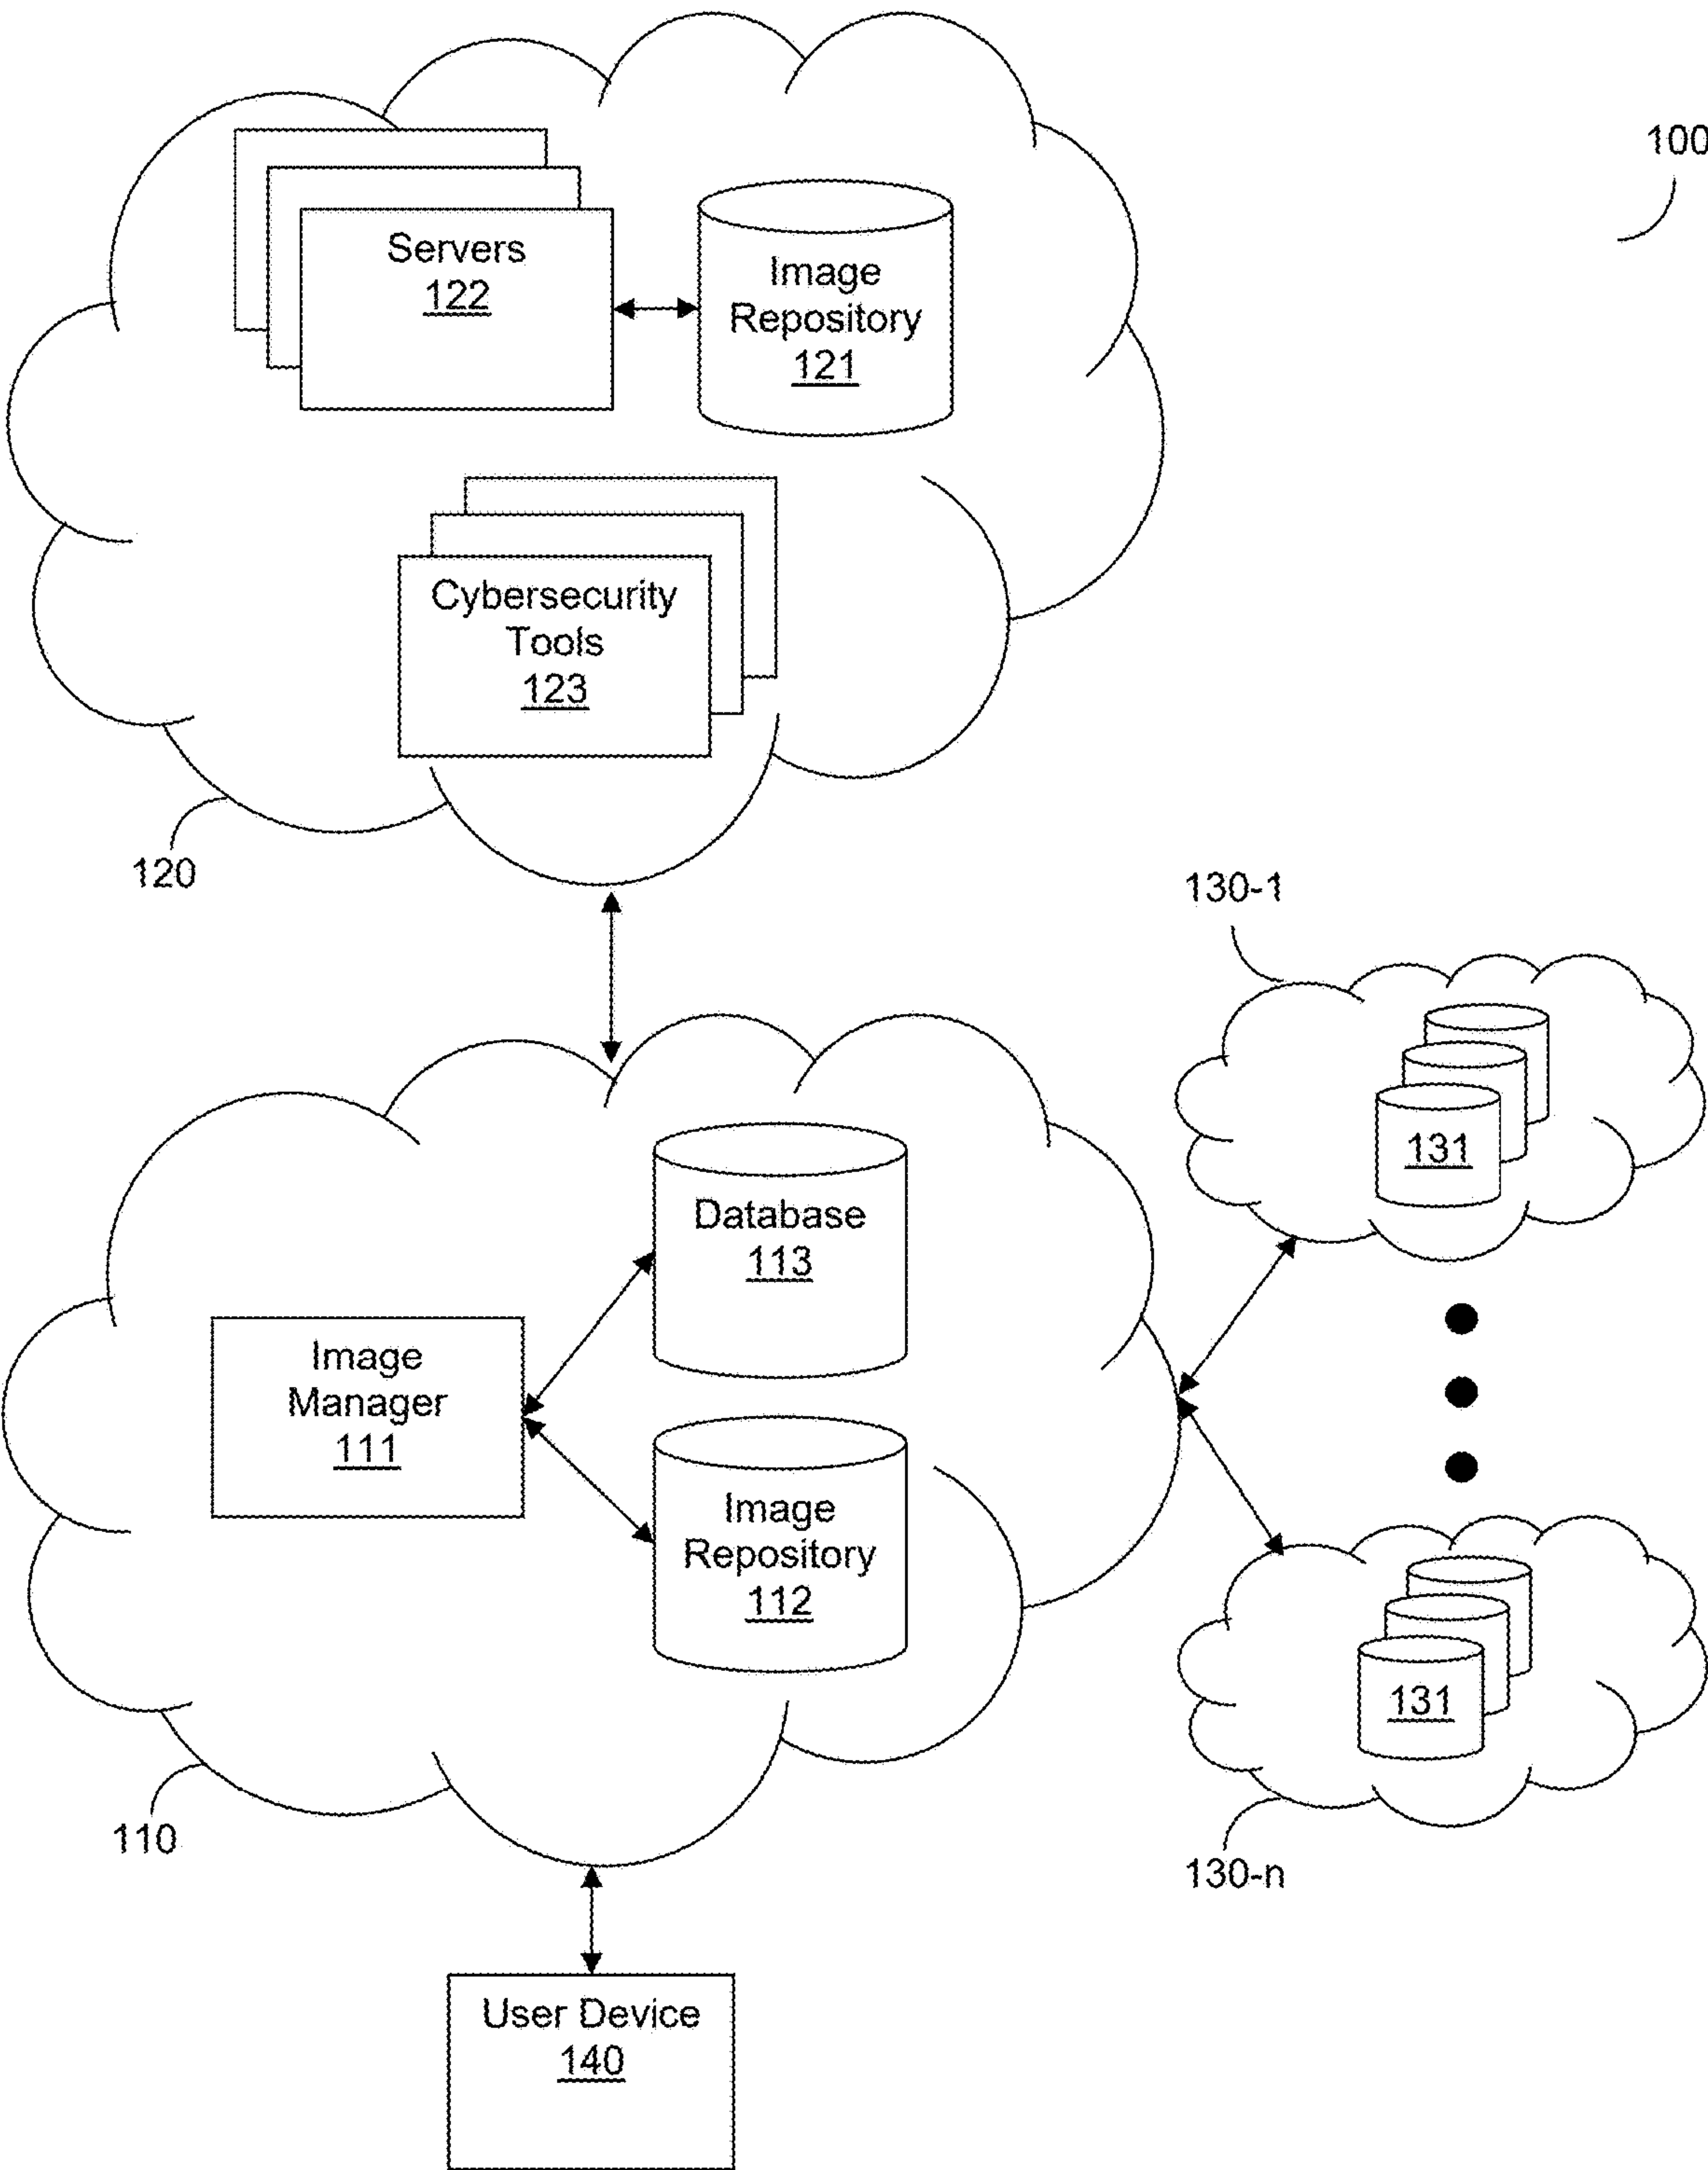 100
Servers
122
Image
Repository
121
Cybersecurity
Tools
123
120
130-1
131
Database
113
Image
Manager
111
Image
Repository
112
131
110
130-n
User Device
140